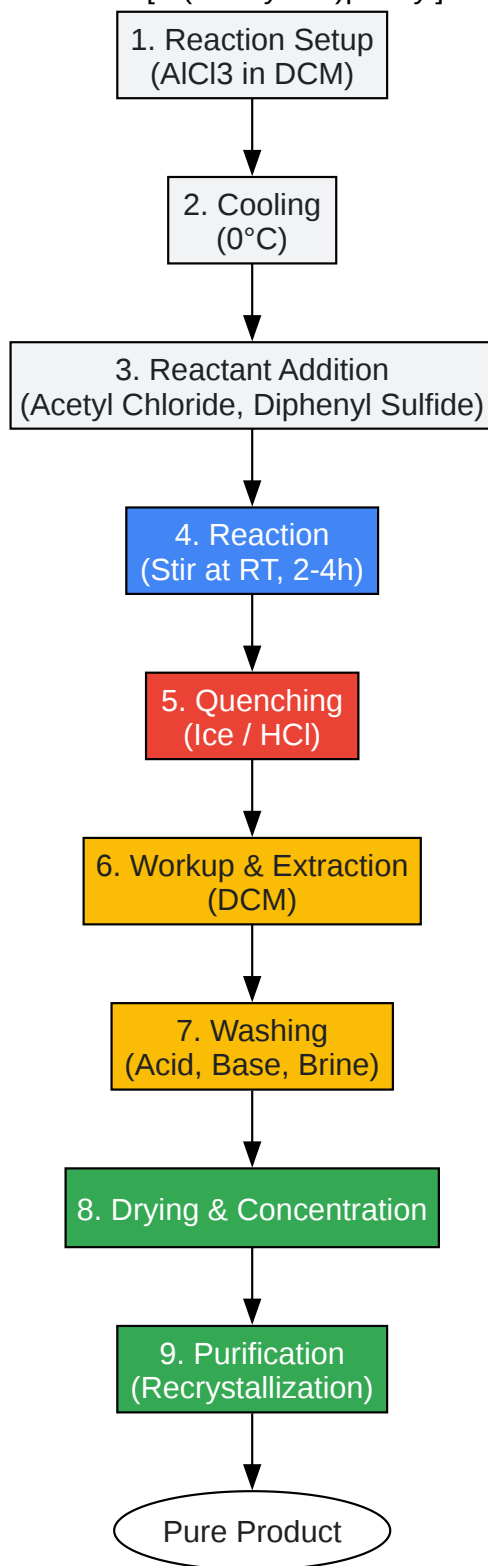 1. Reaction Setup
(AlCl3 in DCM)
2. Cooling
(0°C)
3. Reactant Addition
(Acetyl Chloride, Diphenyl Sulfide)
4. Reaction
(Stir at RT, 2-4h)
5. Quenching
(Ice / HCl)
6. Workup & Extraction
(DCM)
7. Washing
(Acid, Base, Brine)
8. Drying & Concentration
9. Purification
(Recrystallization)
Pure Product